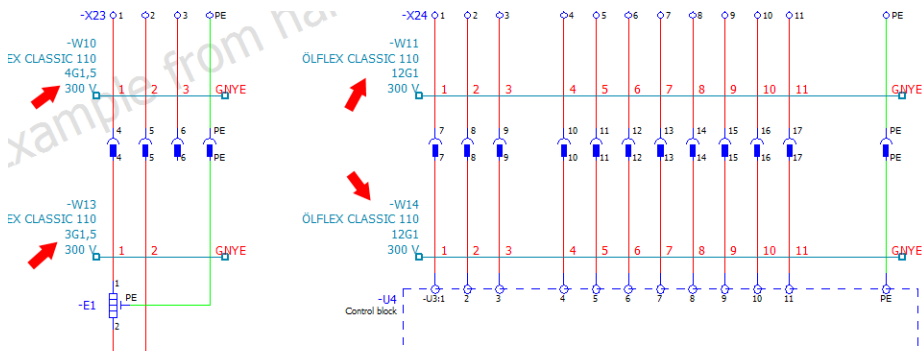 -X23 1 2 3 PE
-X24 1 2 3 4 5 6 7 8 9 10 11 PE
-W10
EX CLASSIC 110
4G1,5
300 V
1 2 3 GNYE
-W11
ÖLFLEX CLASSIC 110
12G1
300 V
1 2 3 4 5 6 7 8 9 10 11 GNYE
example from
4 5 6 PE
4 5 6 PE
7 8 9 10 11 12 13 14 15 16 17 PE
7 8 9 10 11 12 13 14 15 16 17 PE
-W13
EX CLASSIC 110
3G1,5
300 V
1 2 GNYE
-W14
ÖLFLEX CLASSIC 110
12G1
300 V
1 2 3 4 5 6 7 8 9 10 11 GNYE
1
-E1 PE
2
-U4
Control block
-U3:1 2 3 4 5 6 7 8 9 10 11 PE